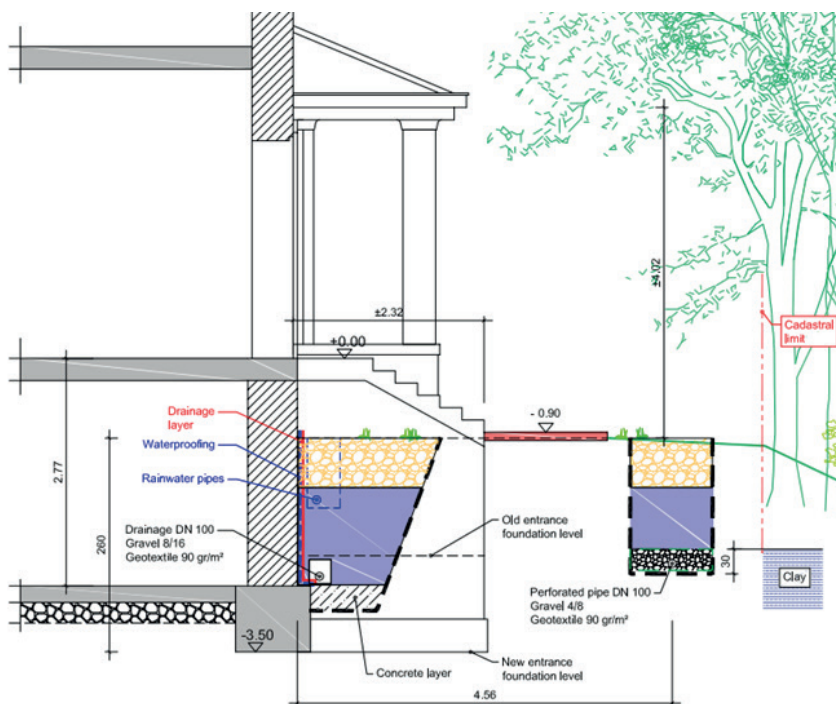 ±4.02
±2.32
Cadastral
limit
+0.00
Drainage
layer
- 0.90
Waterproofing
Rainwater pipes
2.77
260
Drainage DN 100
Gravel 8/16
Geotextile 90 gr/m²
Old entrance
foundation level
30
Clay
Perforated pipe DN 100
Gravel 4/8
Geotextile 90 gr/m²
-3.50
Concrete layer
New entrance
foundation level
4.56